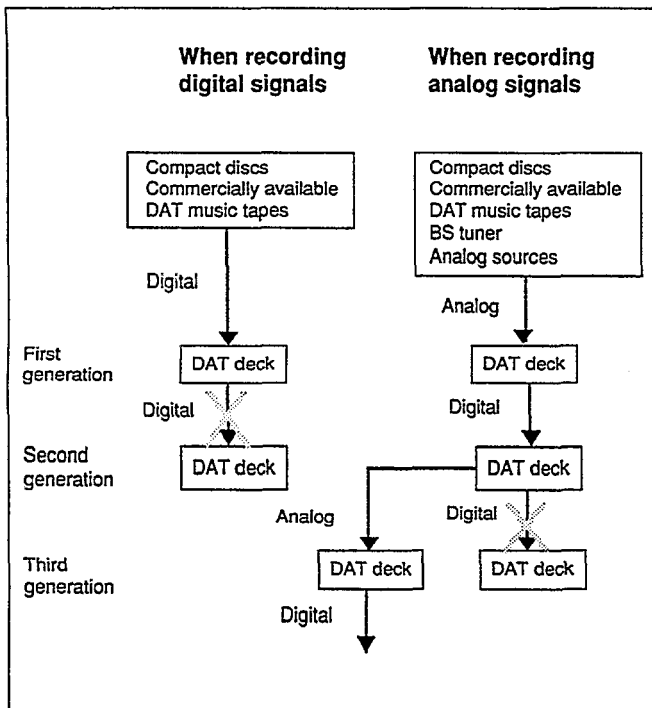 When recording
digital signals
When recording
analog signals
Compact discs
Commercially available
DAT music tapes
Compact discs
Commercially available
DAT music tapes
BS tuner
Analog sources
Digital
Analog
First
generation
DAT deck
DAT deck
Digital
Digital
Second
generation
DAT deck
DAT deck
Analog
Digital
Third
generation
DAT deck
DAT deck
Digital